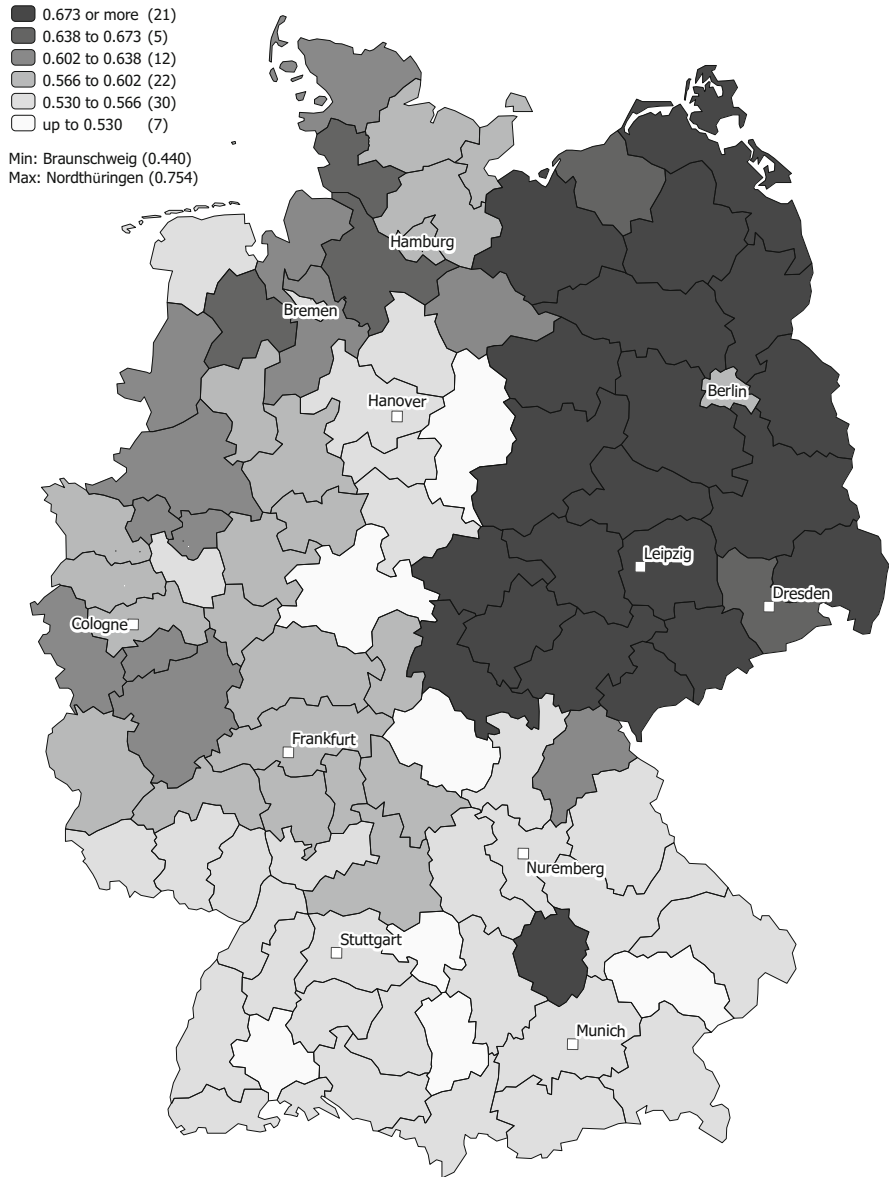 0.673 or more (21)
0.638 to 0.673 (5)
0.602 to 0.638 (12)
0.566 to 0.602 (22)
0.530 to 0.566 (30)
up to 0.530 (7)
Min: Braunschweig (0.440)
Max: Nordthüringen (0.754)
Hamburg
Bremen
Berlin
Hanover
Leipzig
Dresden
Cologne
Frankfurt
Nuremberg
Stuttgart
Munich